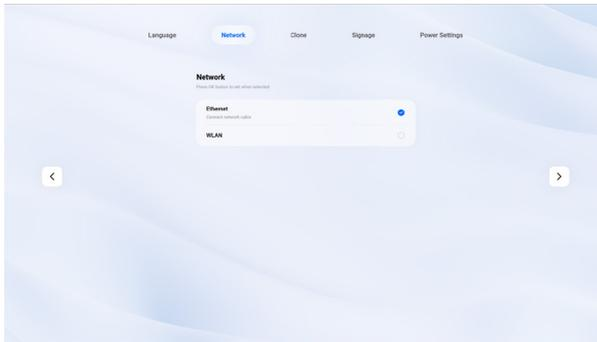 Language Network Clone Signage Power Settings
Network
Press OK button to set when selected
Ethernet
Connect network cable
WLAN